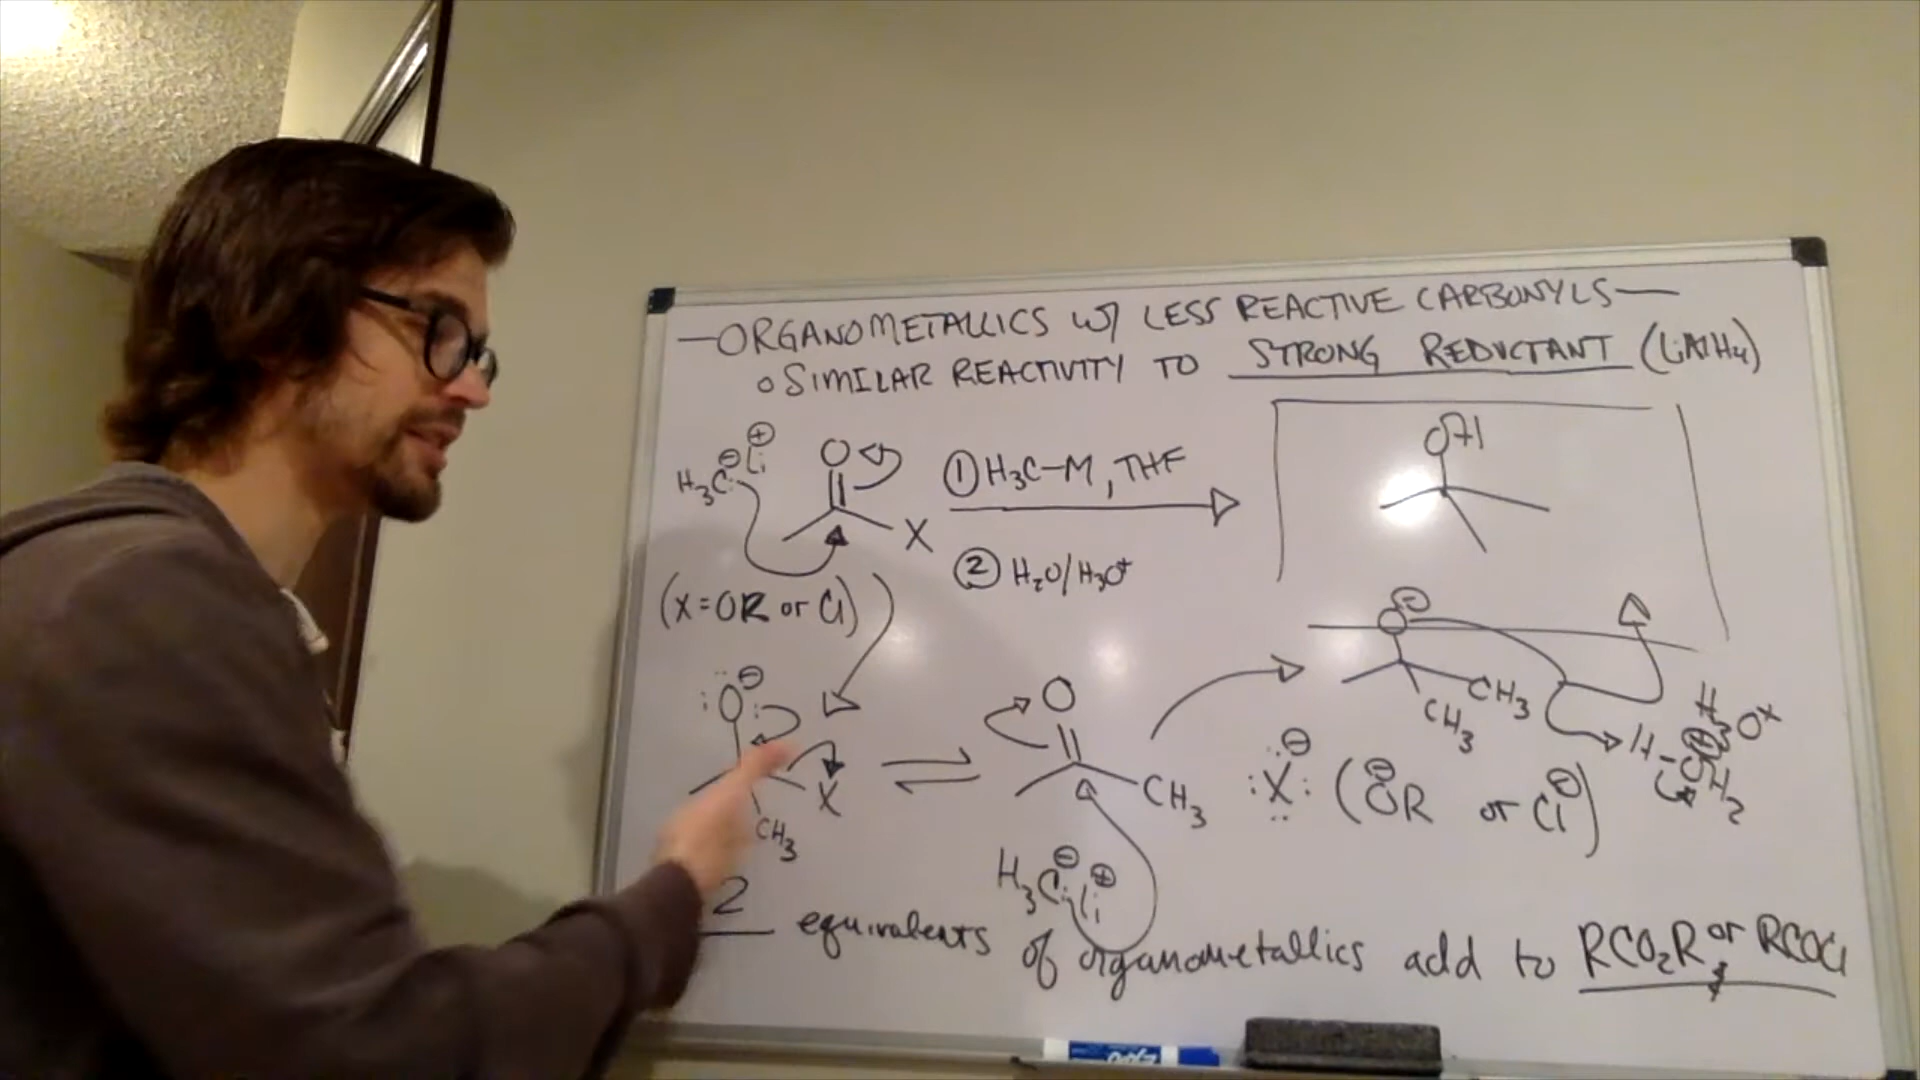 —ORGANOMETALLICS W/ LESS REACTIVE CARBONYLS—
○ SIMILAR REACTIVITY TO STRONG REDUCTANT (LiAlH4)
H3C:⊖ Li⊕
O
X
① H3C—M, THF
② H2O/H3O+
OH
(X = OR or Cl)
:O:⊖
X
CH3
O
CH3
H3C:⊖ Li⊕
:X:⊖ (⊖OR or Cl⊖)
O⊖
CH3
CH3
H3O+
2 equivalents of organometallics add to RCO2R or RCOCl
EXPO